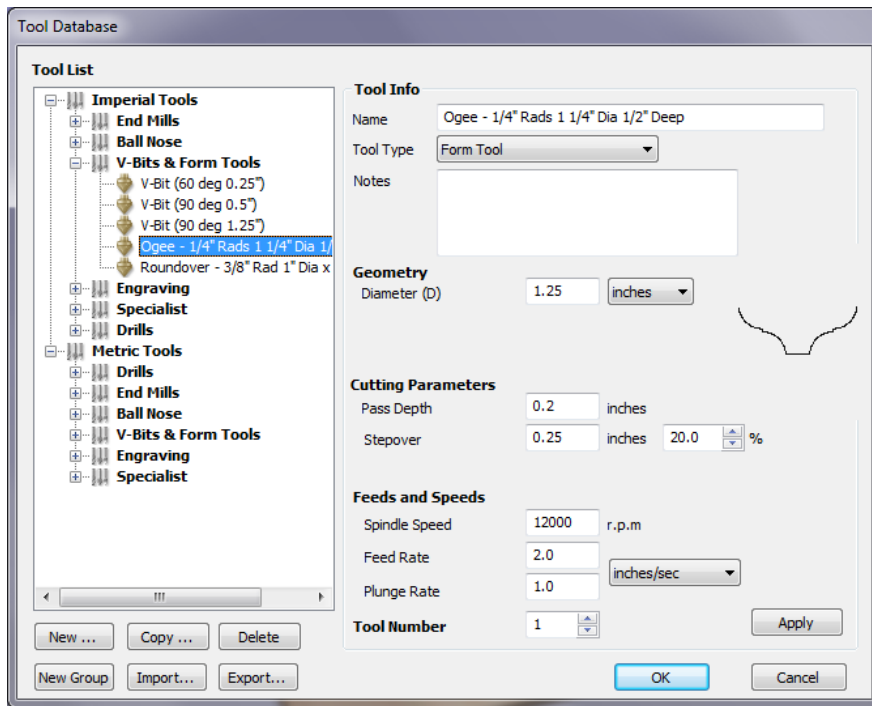 Tool Database
Tool List
Imperial Tools
End Mills
Ball Nose
V-Bits & Form Tools
V-Bit (60 deg 0.25")
V-Bit (90 deg 0.5")
V-Bit (90 deg 1.25")
Ogee - 1/4" Rads 1 1/4" Dia 1/
Roundover - 3/8" Rad 1" Dia x
Engraving
Specialist
Drills
Metric Tools
Drills
End Mills
Ball Nose
V-Bits & Form Tools
Engraving
Specialist
New ... Copy ... Delete
New Group Import... Export...
Tool Info
Name Ogee - 1/4" Rads 1 1/4" Dia 1/2" Deep
Tool Type Form Tool
Notes
Geometry
Diameter (D) 1.25 inches
Cutting Parameters
Pass Depth 0.2 inches
Stepover 0.25 inches 20.0 %
Feeds and Speeds
Spindle Speed 12000 r.p.m
Feed Rate 2.0
inches/sec
Plunge Rate 1.0
Tool Number 1 Apply
OK Cancel